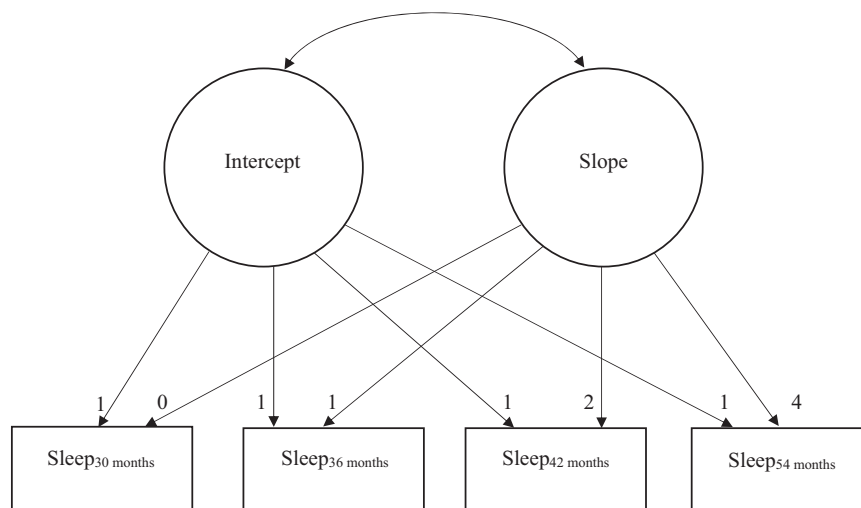 Intercept
Slope
1 0 1 1 1 2 1 4
Sleep30 months
Sleep36 months
Sleep42 months
Sleep54 months